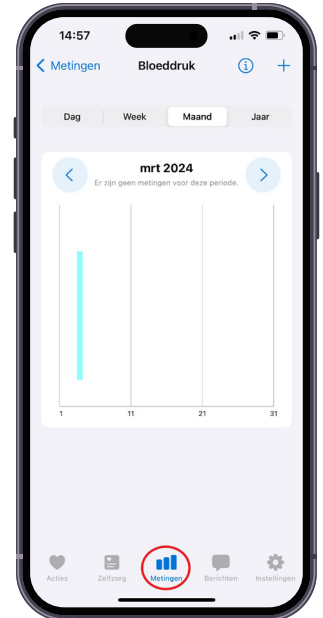 14:57
Metingen Bloeddruk
Dag Week Maand Jaar
mrt 2024
Er zijn geen metingen voor deze periode.
1 11 21 31
Acties Zelfzorg Metingen Berichten Instellingen